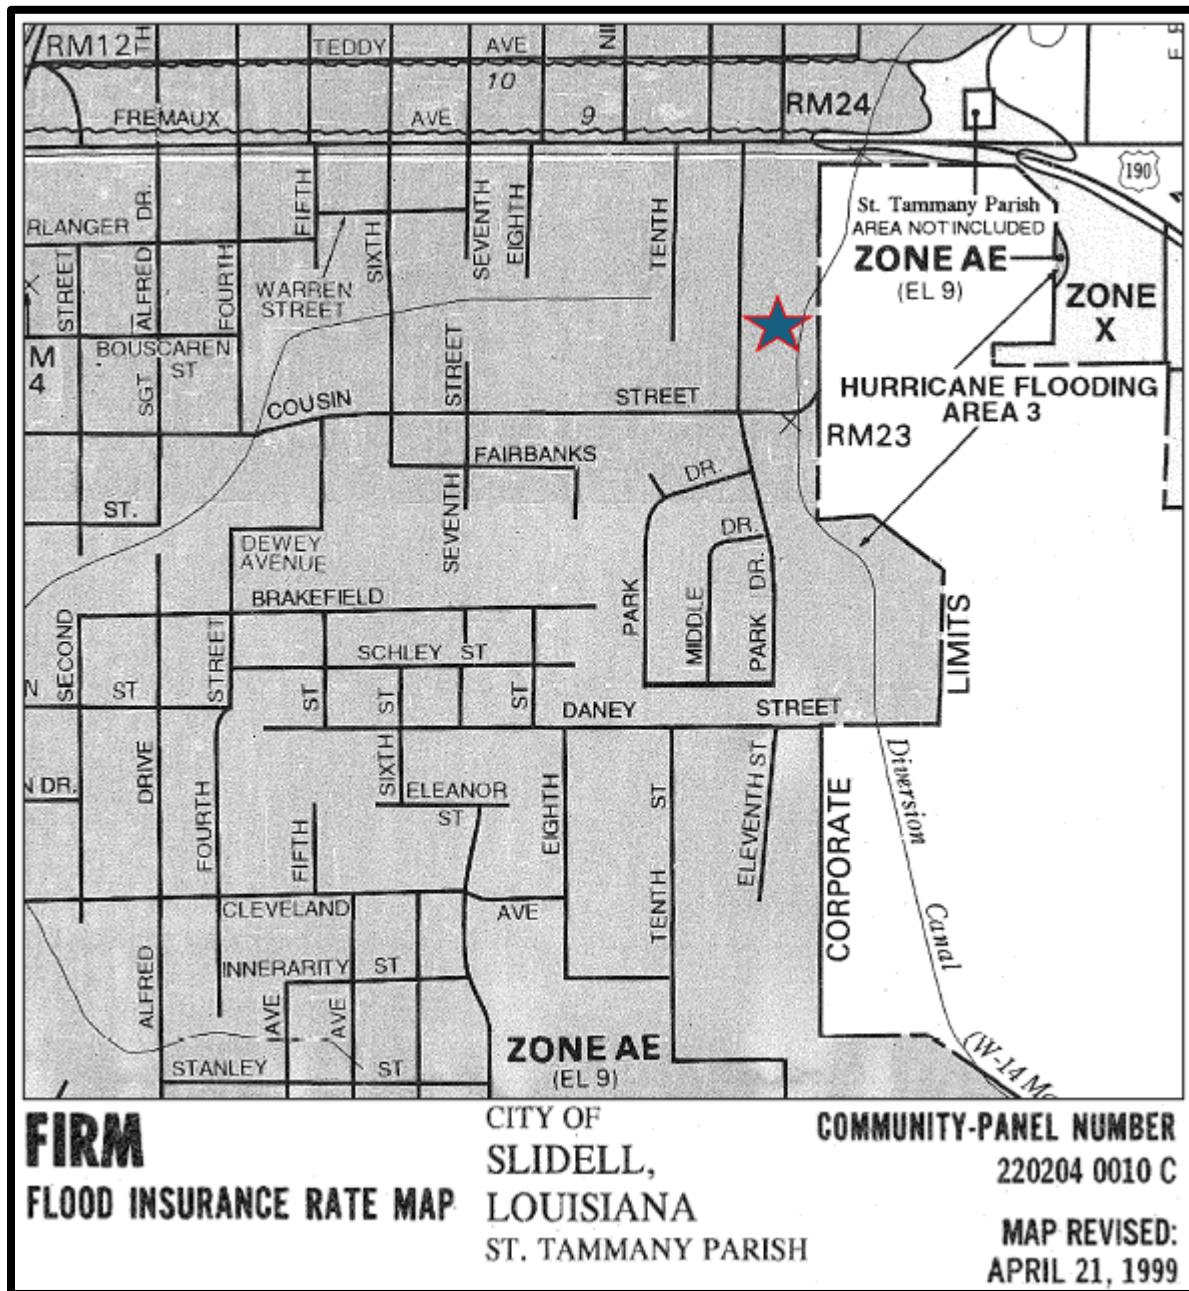 RM12
TH
TEDDY AVE
10
FREMAUX AVE
9
RM24
190
RLANGER
DR.
FIFTH
SEVENTH
EIGHTH
TENTH
SIXTH
St. Tammany Parish
AREA NOT INCLUDED
ZONE AE
(EL 9)
ZONE
X
WARREN
STREET
STREET
ALFRED
FOURTH
BOUSCAREN
ST
M
4
SGT
STREET
COUSIN STREET
HURRICANE FLOODING
AREA 3
RM23
FAIRBANKS
DR.
ST.
SEVENTH
DEWEY
AVENUE
DR.
DR.
BRAKEFIELD
PARK
MIDDLE
PARK
LIMITS
SECOND
STREET
SCHLEY ST
N
ST
ST
ST
ST
DANEY STREET
N DR.
DRIVE
SIXTH
ELEANOR
ST
EIGHTH
ST
ELEVENTH ST
Diversion
FOURTH
FIFTH
CORPORATE
CLEVELAND AVE
TENTH
Canal
ALFRED
INNERARITY ST
AVE
AVE
ZONE AE
(EL 9)
STANLEY ST
(W-14 M
FIRM
FLOOD INSURANCE RATE MAP
CITY OF
SLIDELL,
LOUISIANA
ST. TAMMANY PARISH
COMMUNITY-PANEL NUMBER
220204 0010 C
MAP REVISED:
APRIL 21, 1999